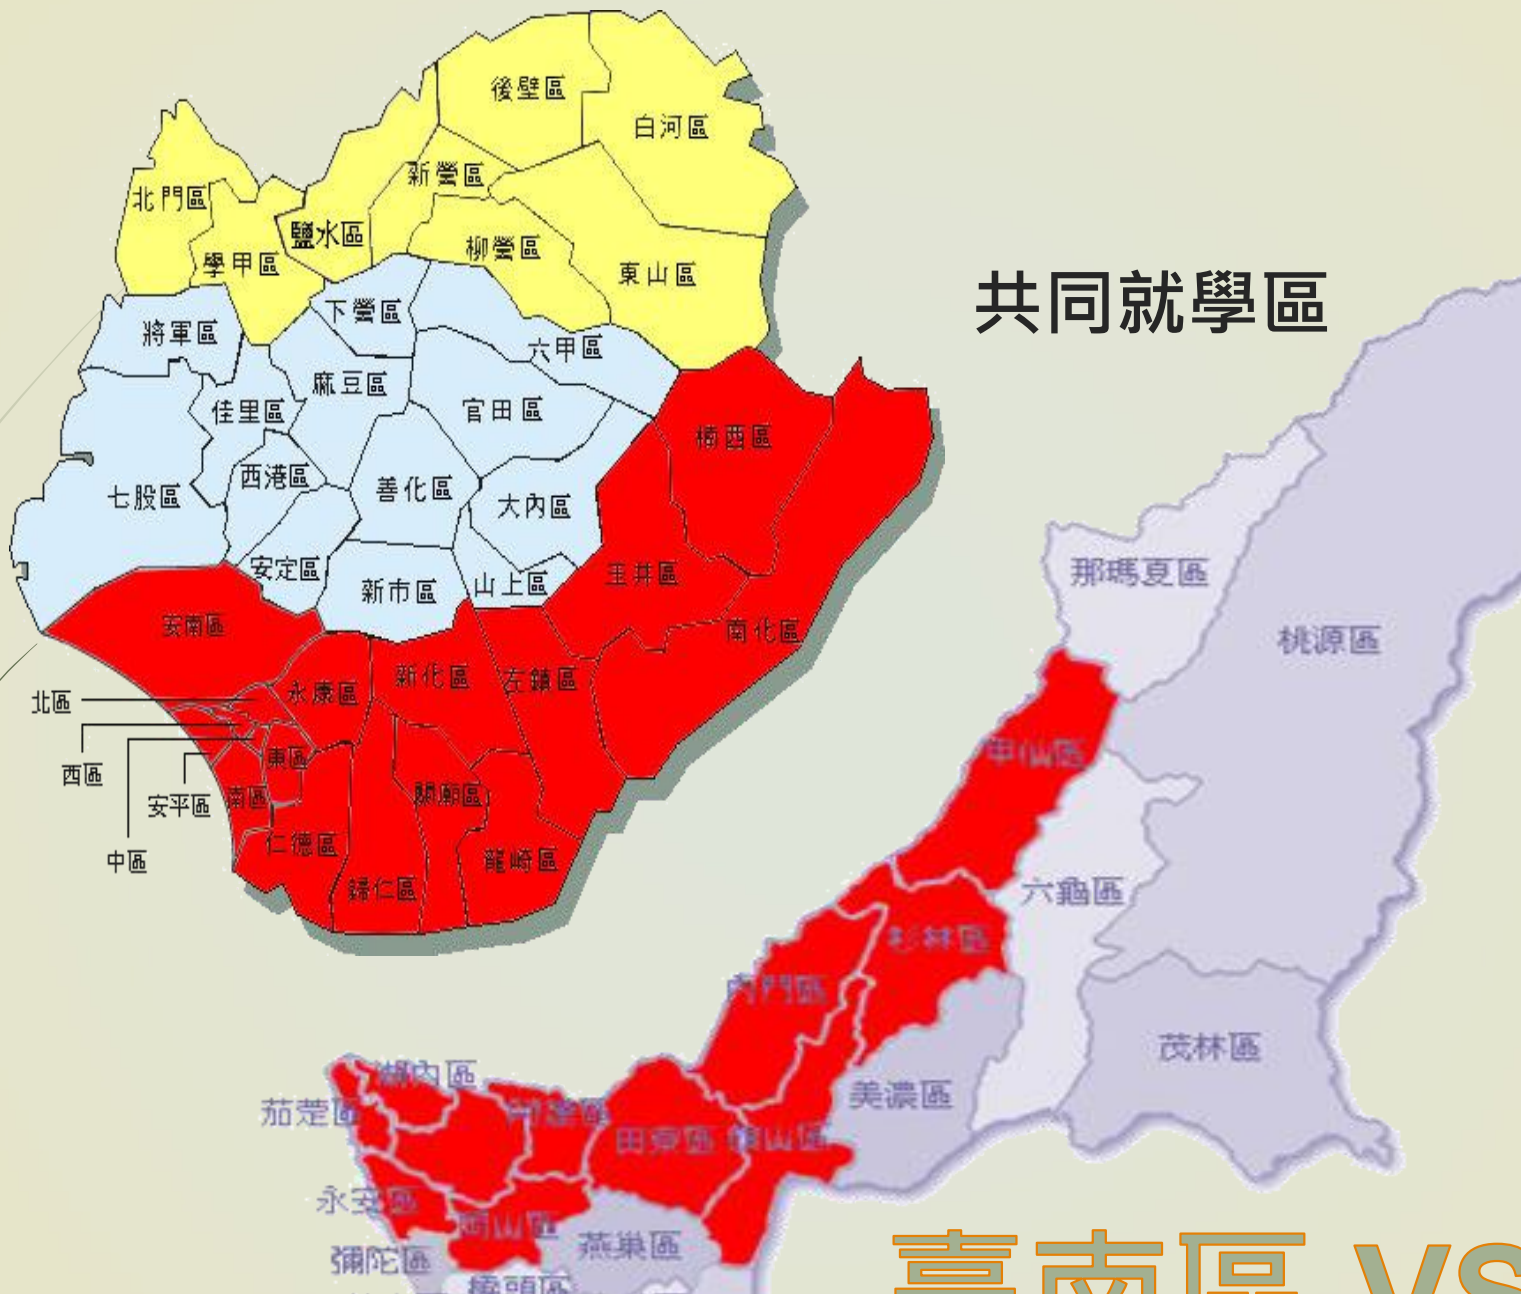 後壁區
白河區
新營區
北門區
鹽水區
學甲區
柳營區
東山區
下營區
將軍區
六甲區
麻豆區
佳里區
官田區
楠西區
西港區
善化區
七股區
大內區
安定區
玉井區
新市區
山上區
安南區
南化區
新化區
左鎮區
永康區
北區
東區
西區
安平區
南區
關廟區
中區
仁德區
龍崎區
歸仁區
共同就學區
那瑪夏區
桃源區
甲仙區
六龜區
杉林區
內門區
茂林區
湖內區
美濃區
茄萣區
田寮區
旗山區
永安區
岡山區
燕巢區
彌陀區
橋頭區
臺南區 VS